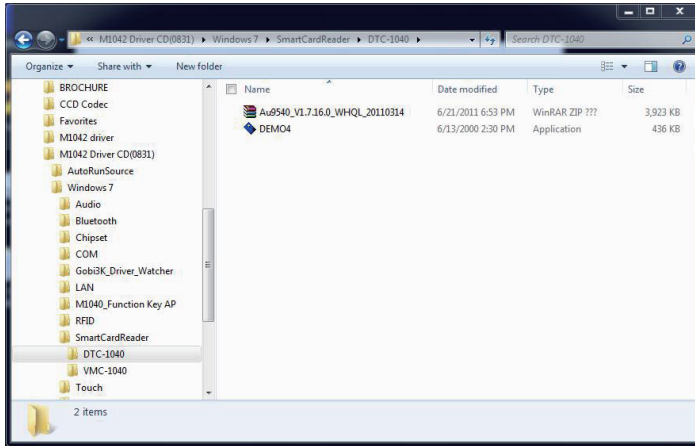 « M1042 Driver CD(0831) Windows 7 SmartCardReader DTC-1040
Search DTC-1040
Organize Share with New folder
BROCHURE
CCD Codec
Favorites
M1042 driver
M1042 Driver CD(0831)
AutoRunSource
Windows 7
Audio
Bluetooth
Chipset
COM
Gobi3K_Driver_Watcher
LAN
M1040_Function Key AP
RFID
SmartCardReader
DTC-1040
VMC-1040
Touch
Name Date modified Type Size
Au9540_V1.7.16.0_WHQL_20110314 6/21/2011 6:53 PM WinRAR ZIP ??? 3,923 KB
DEMO4 6/13/2000 2:30 PM Application 436 KB
2 items